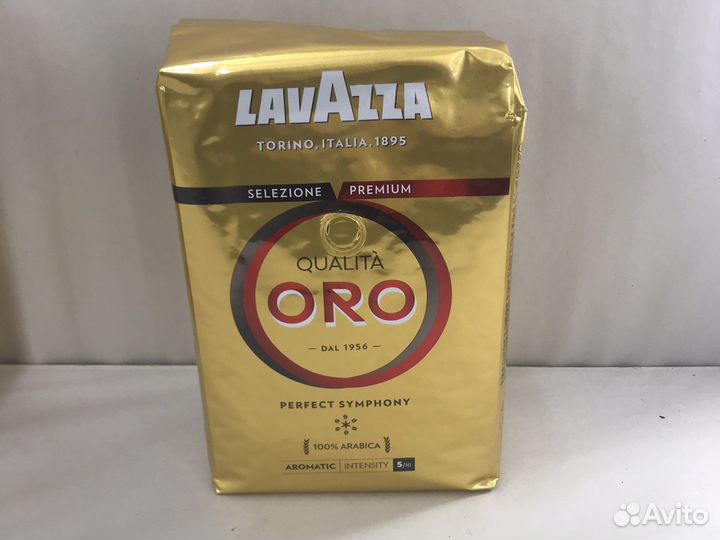 LAVAZZA
TORINO, ITALIA, 1895
SELEZIONE PREMIUM
QUALITÀ
ORO
— DAL 1956 —
PERFECT SYMPHONY
100% ARABICA
AROMATIC INTENSITY 5/10
Avito